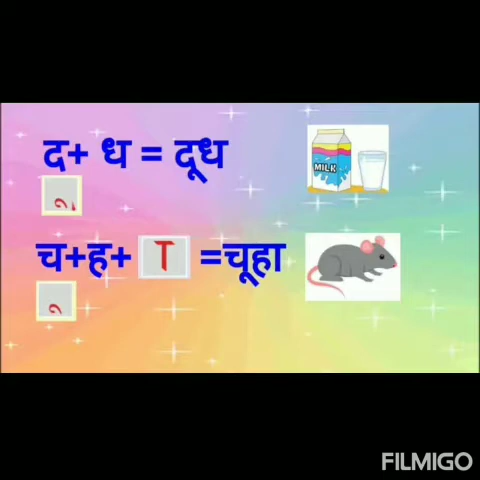 द+ ध = दूध
MILK
ू
च+ह+ ा =चूहा
ू
FILMIGO